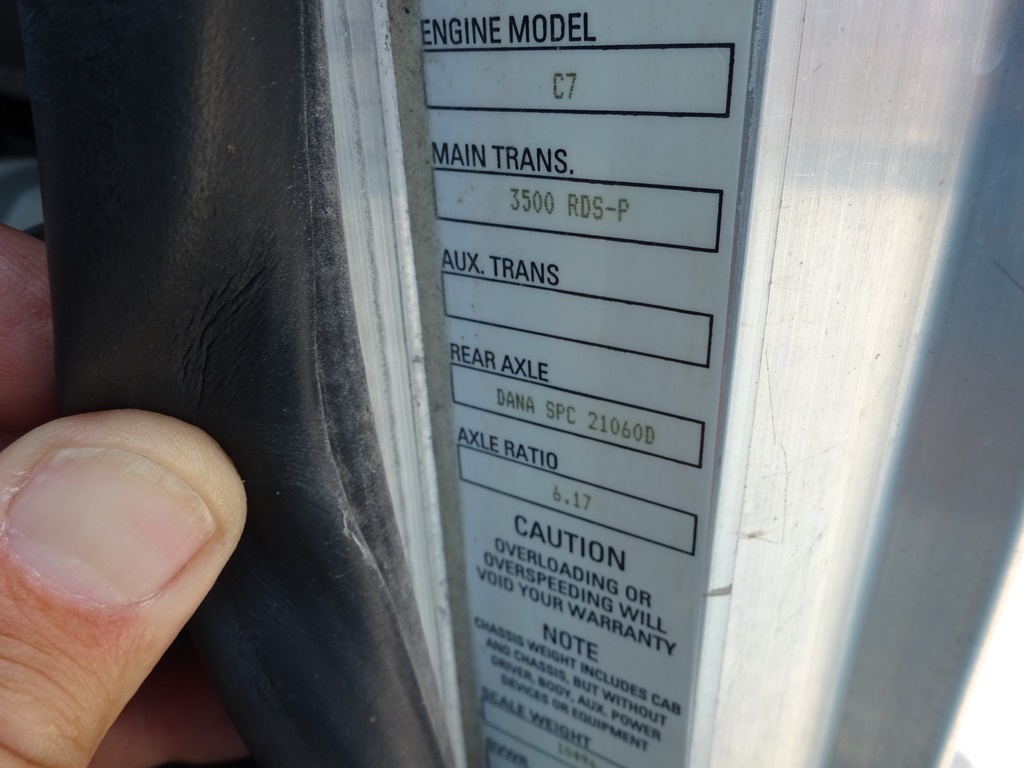 ENGINE MODEL
C7
MAIN TRANS.
3500 RDS-P
AUX. TRANS
REAR AXLE
DANA SPC 21060D
AXLE RATIO
6.17
CAUTION
OVERLOADING OR
OVERSPEEDING WILL
VOID YOUR WARRANTY
NOTE
CHASSIS WEIGHT INCLUDES CAB
AND CHASSIS, BUT WITHOUT
DRIVER, BODY, AUX. POWER
DEVICES OR EQUIPMENT
SCALE WEIGHT